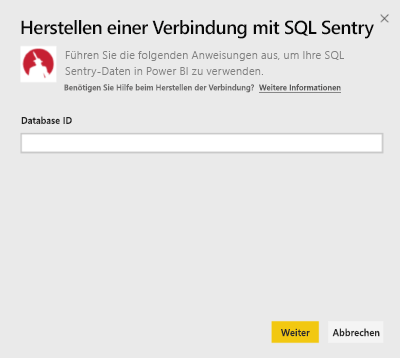 Herstellen einer Verbindung mit SQL Sentry
Führen Sie die folgenden Anweisungen aus, um Ihre SQL
Sentry-Daten in Power BI zu verwenden.
Benötigen Sie Hilfe beim Herstellen der Verbindung? Weitere Informationen
Database ID
Weiter Abbrechen